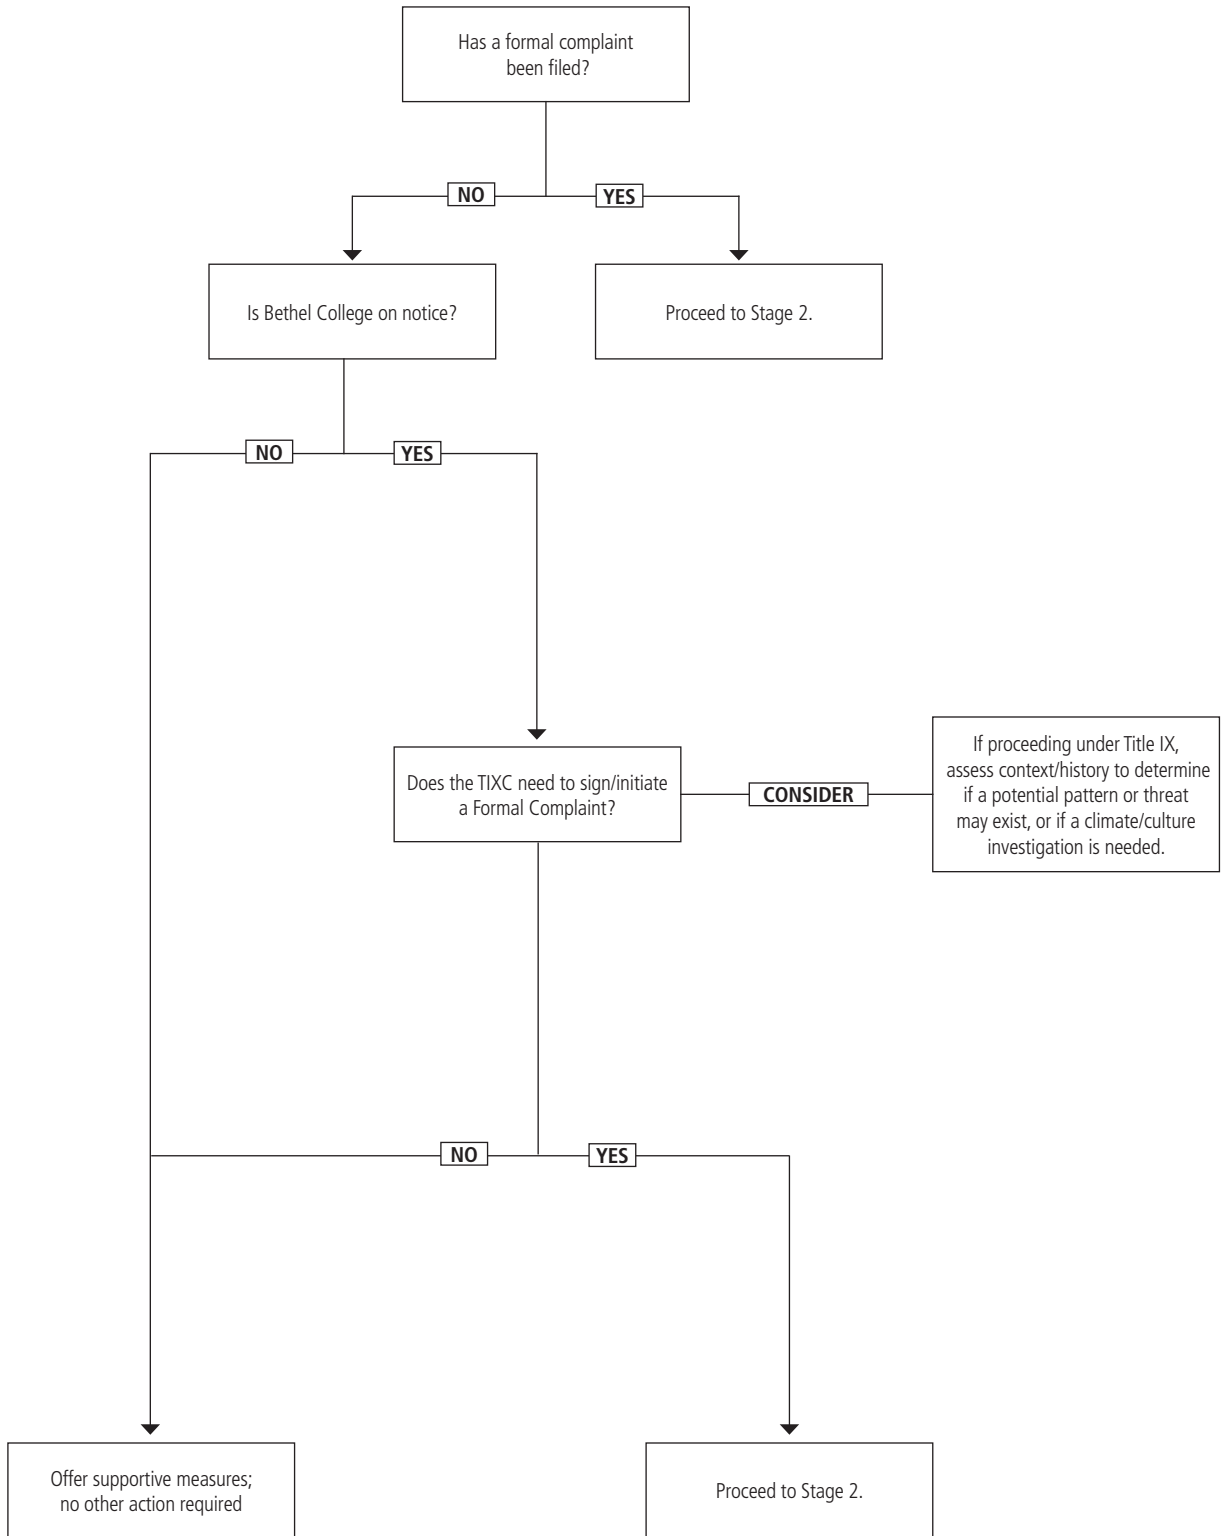 Has a formal complaint
been filed?
NO
YES
Is Bethel College on notice?
Proceed to Stage 2.
NO
YES
Does the TIXC need to sign/initiate
a Formal Complaint?
CONSIDER
If proceeding under Title IX,
assess context/history to determine
if a potential pattern or threat
may exist, or if a climate/culture
investigation is needed.
NO
YES
Offer supportive measures;
no other action required
Proceed to Stage 2.